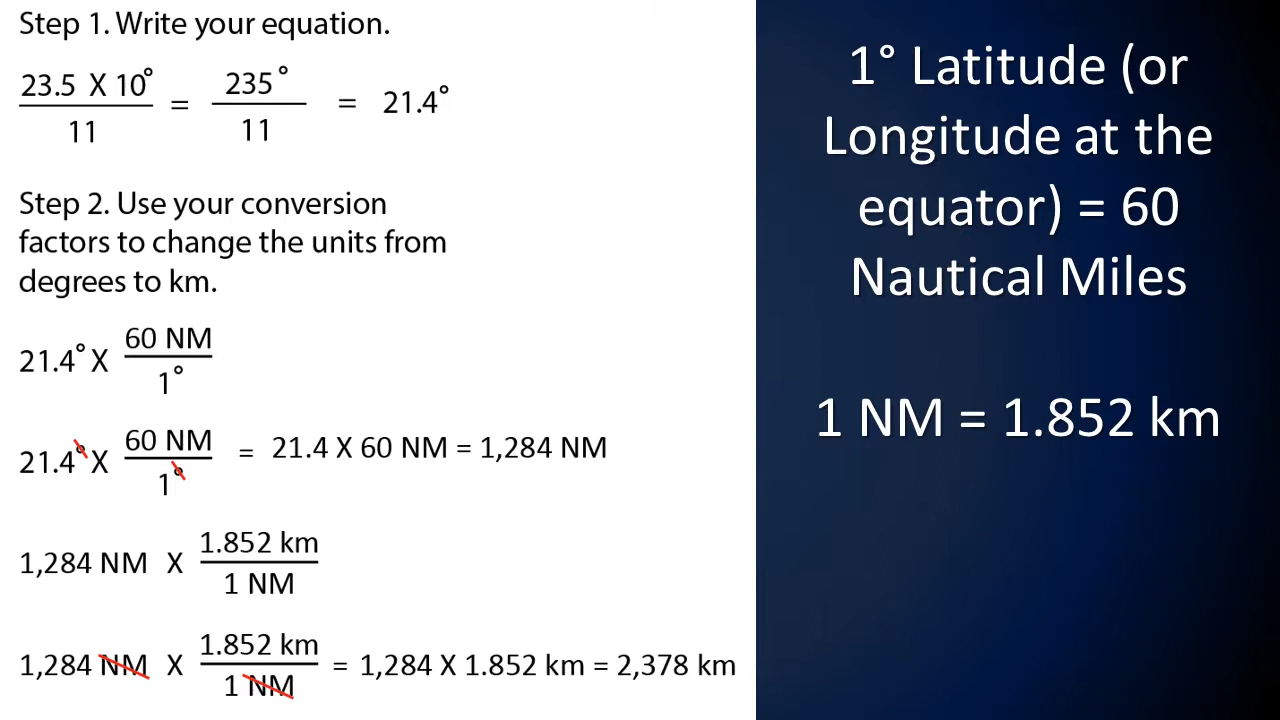 Step 1. Write your equation.
23.5 X 10°
11
=
235°
11
= 21.4°
Step 2. Use your conversion
factors to change the units from
degrees to km.
21.4° X
60 NM
1°
21.4° X
60 NM
1°
= 21.4 X 60 NM = 1,284 NM
1,284 NM X
1.852 km
1 NM
1,284 NM X
1.852 km
1 NM
= 1,284 X 1.852 km = 2,378 km
1° Latitude (or
Longitude at the
equator) = 60
Nautical Miles
1 NM = 1.852 km